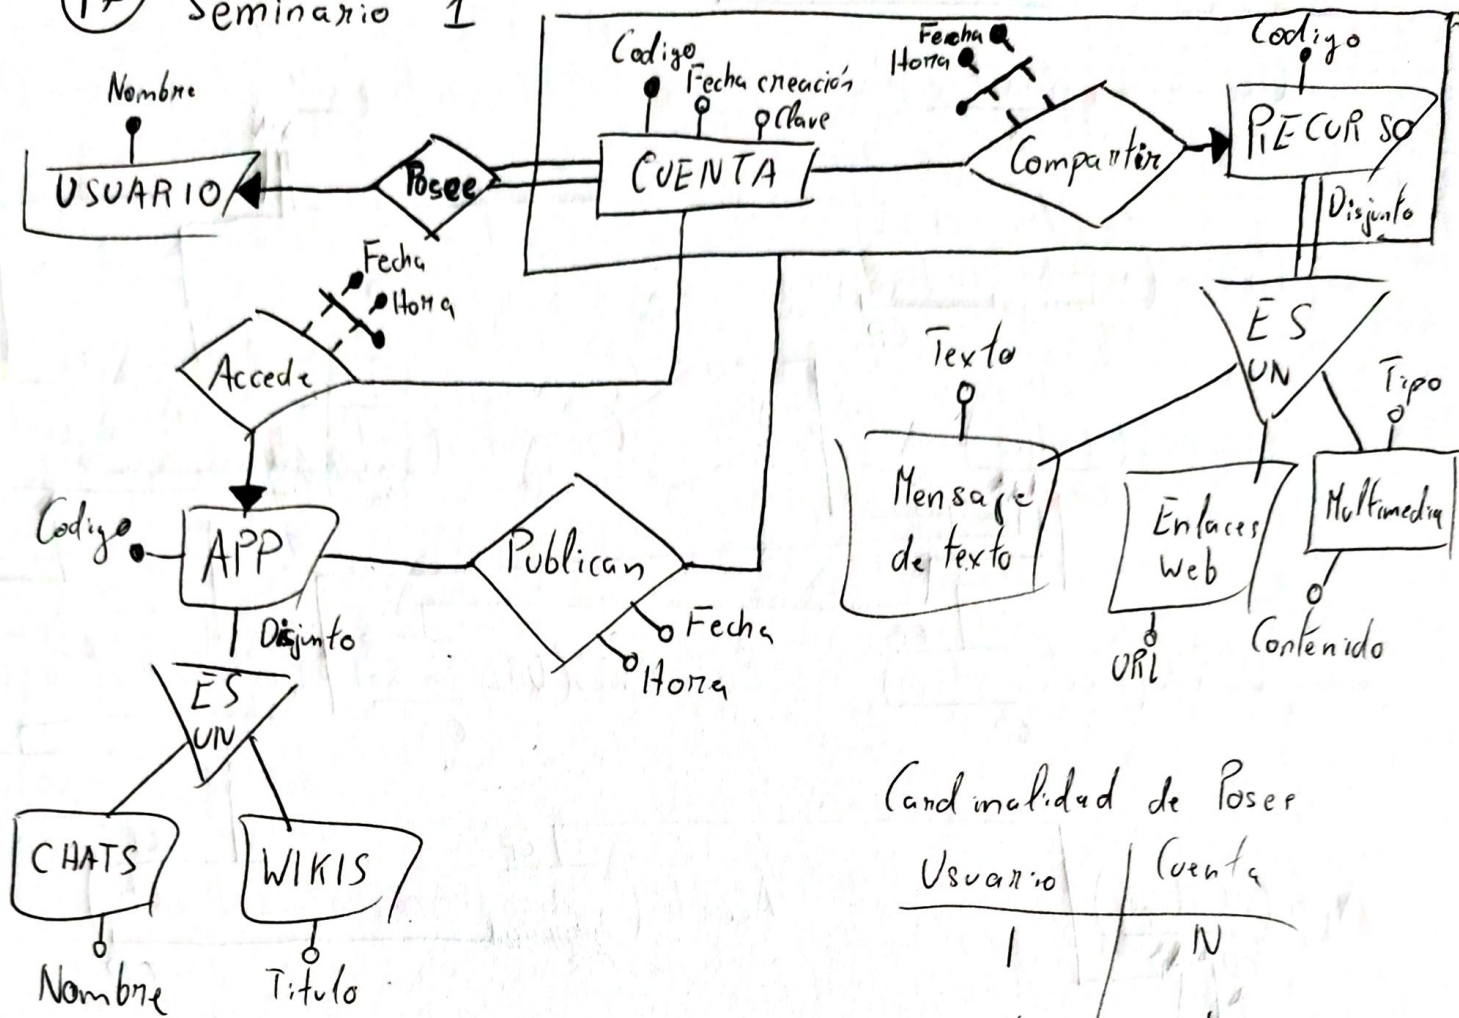 17 Seminario 1
Nombre
USUARIO
Posee
Codigo
Fecha creación
Clave
CUENTA
Fecha
Hora
Compartir
Codigo
RECURSO
Disjunto
Fecha
Hora
Accede
ES
UN
Texto
Mensaje
de texto
Enlaces
web
URL
Tipo
Multimedia
Contenido
Codigo
APP
Publican
Fecha
Hora
Disjunto
ES
UN
CHATS
Nombre
WIKIS
Titulo
Cardinalidad de Posee
Usuario Cuenta
1 N